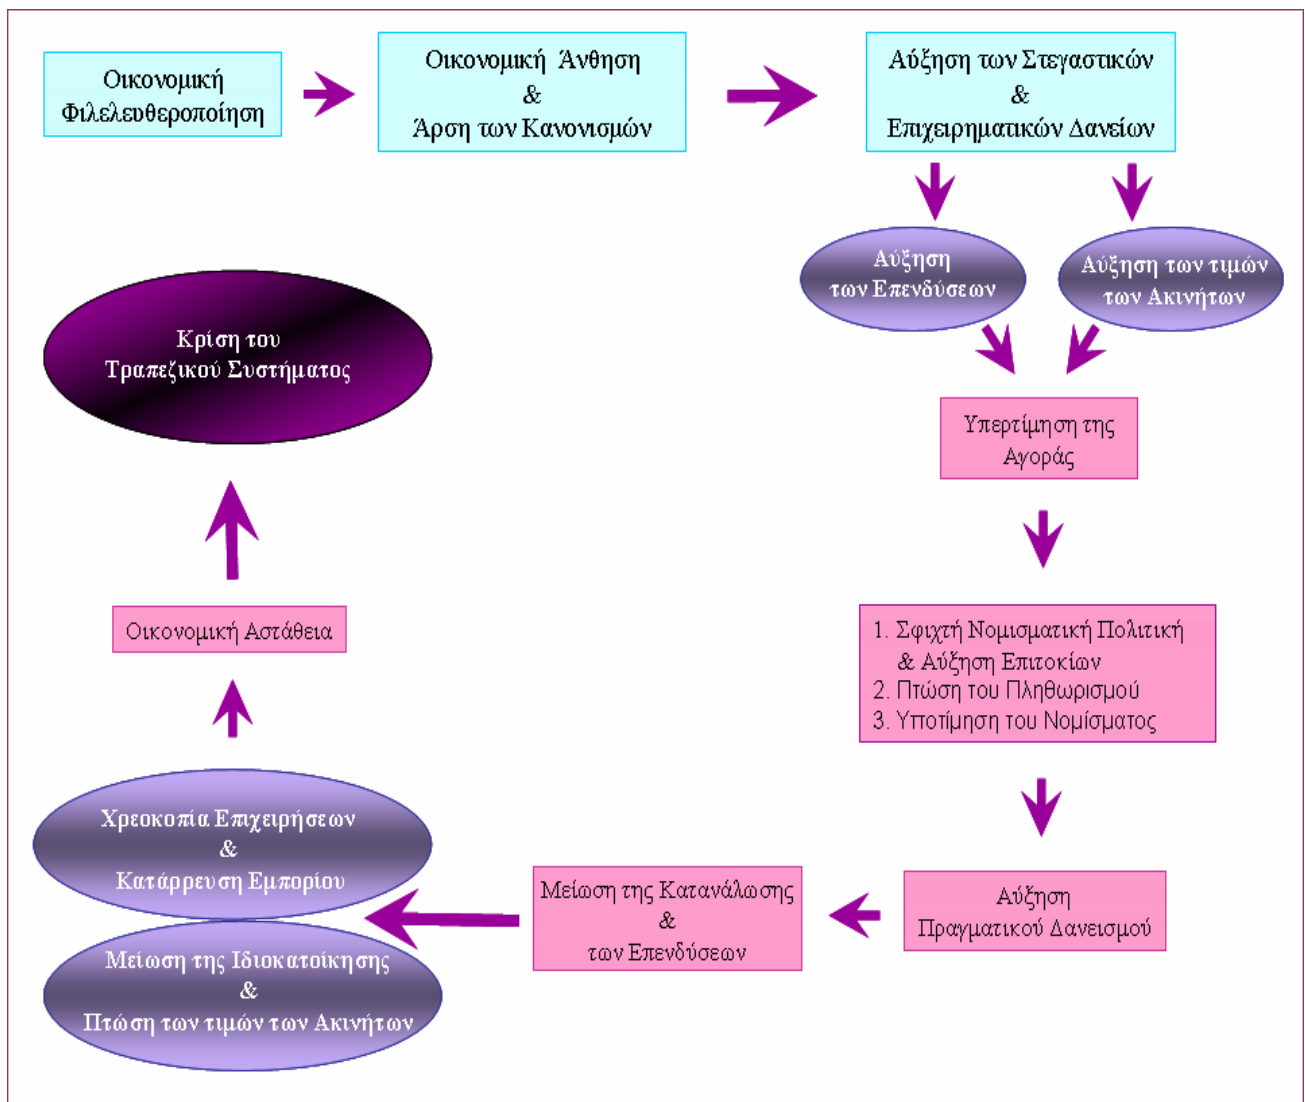 Οικονομική
Φιλελευθεροποίηση
Οικονομική Άνθηση
&
Άρση των Κανονισμών
Αύξηση των Στεγαστικών
&
Επιχειρηματικών Δανείων
Αύξηση
των Επενδύσεων
Αύξηση των τιμών
των Ακινήτων
Υπερτίμηση της
Αγοράς
1. Σφιχτή Νομισματική Πολιτική
& Αύξηση Επιτοκίων
2. Πτώση του Πληθωρισμού
3. Υποτίμηση του Νομίσματος
Αύξηση
Πραγματικού Δανεισμού
Μείωση της Κατανάλωσης
&
των Επενδύσεων
Χρεοκοπία Επιχειρήσεων
&
Κατάρρευση Εμπορίου
Μείωση της Ιδιοκατοίκησης
&
Πτώση των τιμών των Ακινήτων
Οικονομική Αστάθεια
Κρίση του
Τραπεζικού Συστήματος